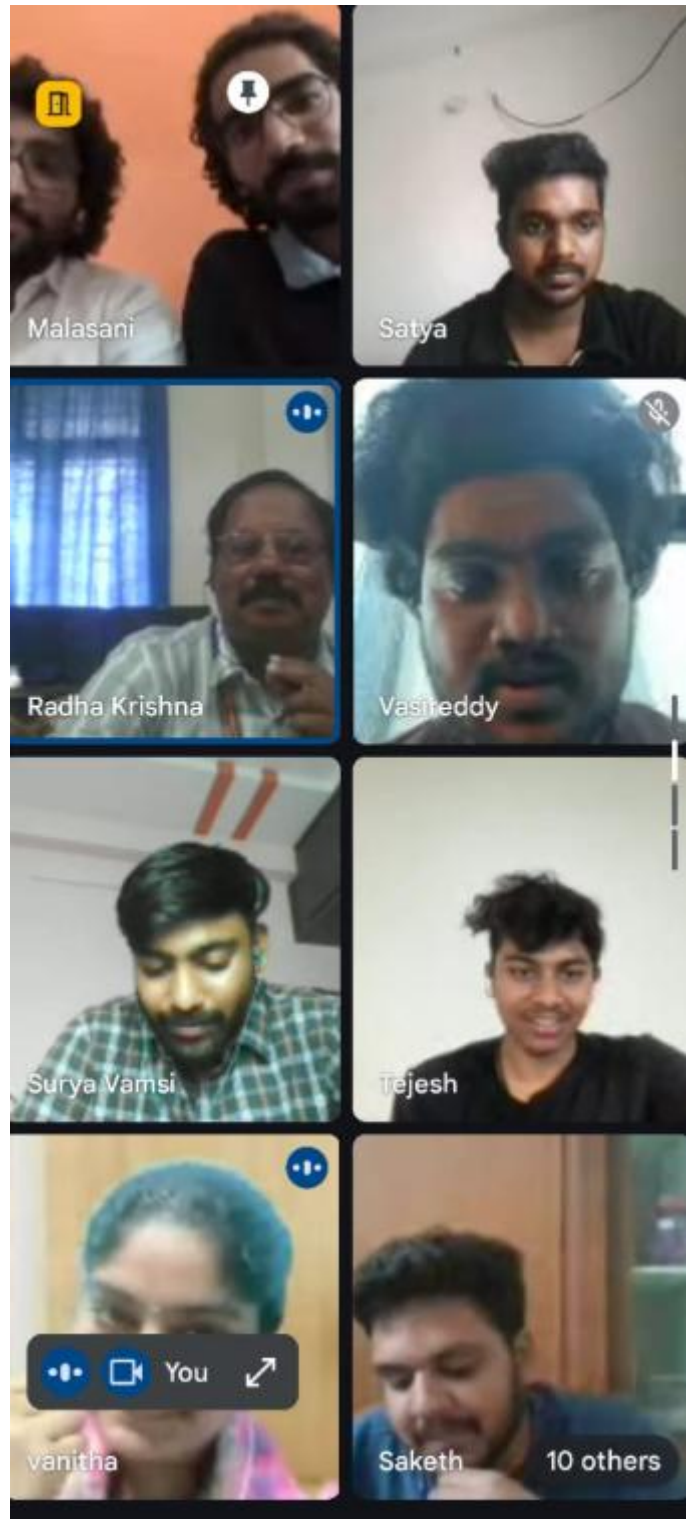 Malasani
Satya
Radha Krishna
Vasireddy
Surya Vamsi
Tejesh
You
vanitha
Saketh
10 others